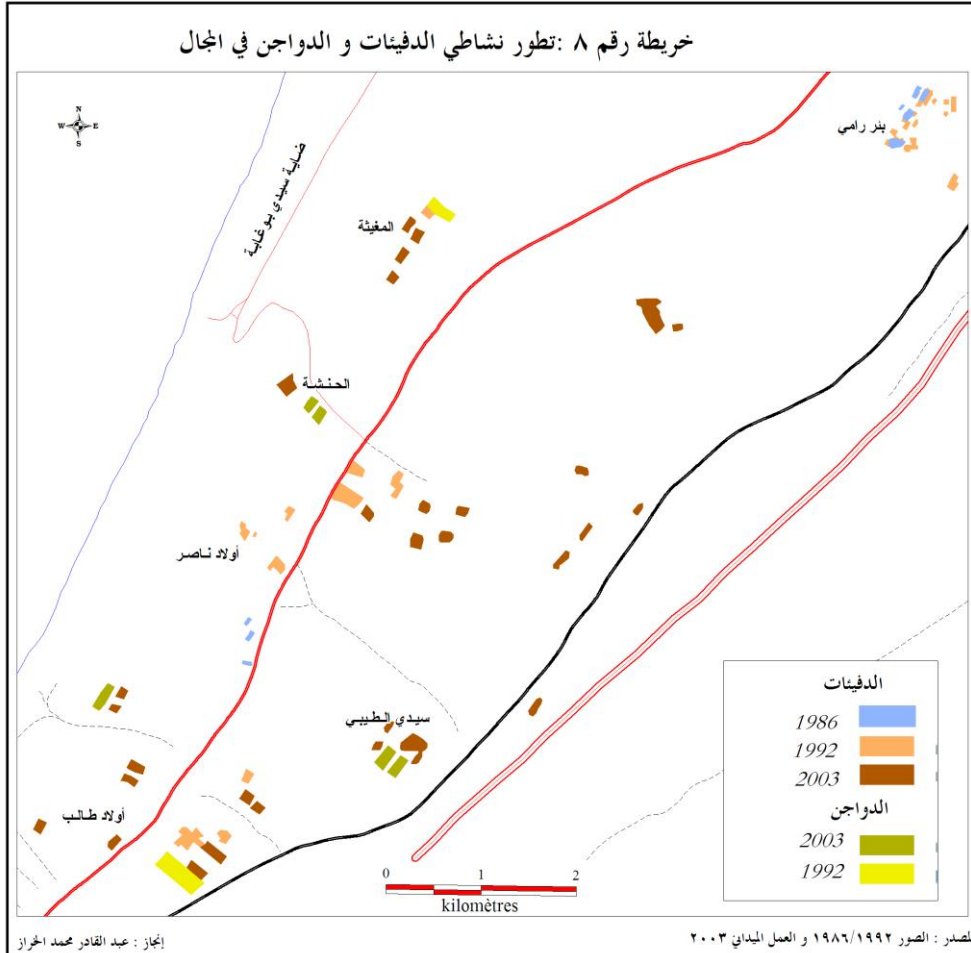 خريطة رقم ٨ :تطور نشاطي الدفيئات و الدواجن في المجال
N
W E
S
ضاية سيدي بوغابة
بئر رامي
المغيثة
الحنشة
أولاد ناصر
سيدي الطيبي
أولاد طالب
الدفيئات
1986
1992
2003
الدواجن
2003
1992
0 1 2
kilomètres
لمصدر : الصور ١٩٨٦/١٩٩٢ و العمل الميداني ٢٠٠٣
إنجاز : عبد القادر محمد الخراز